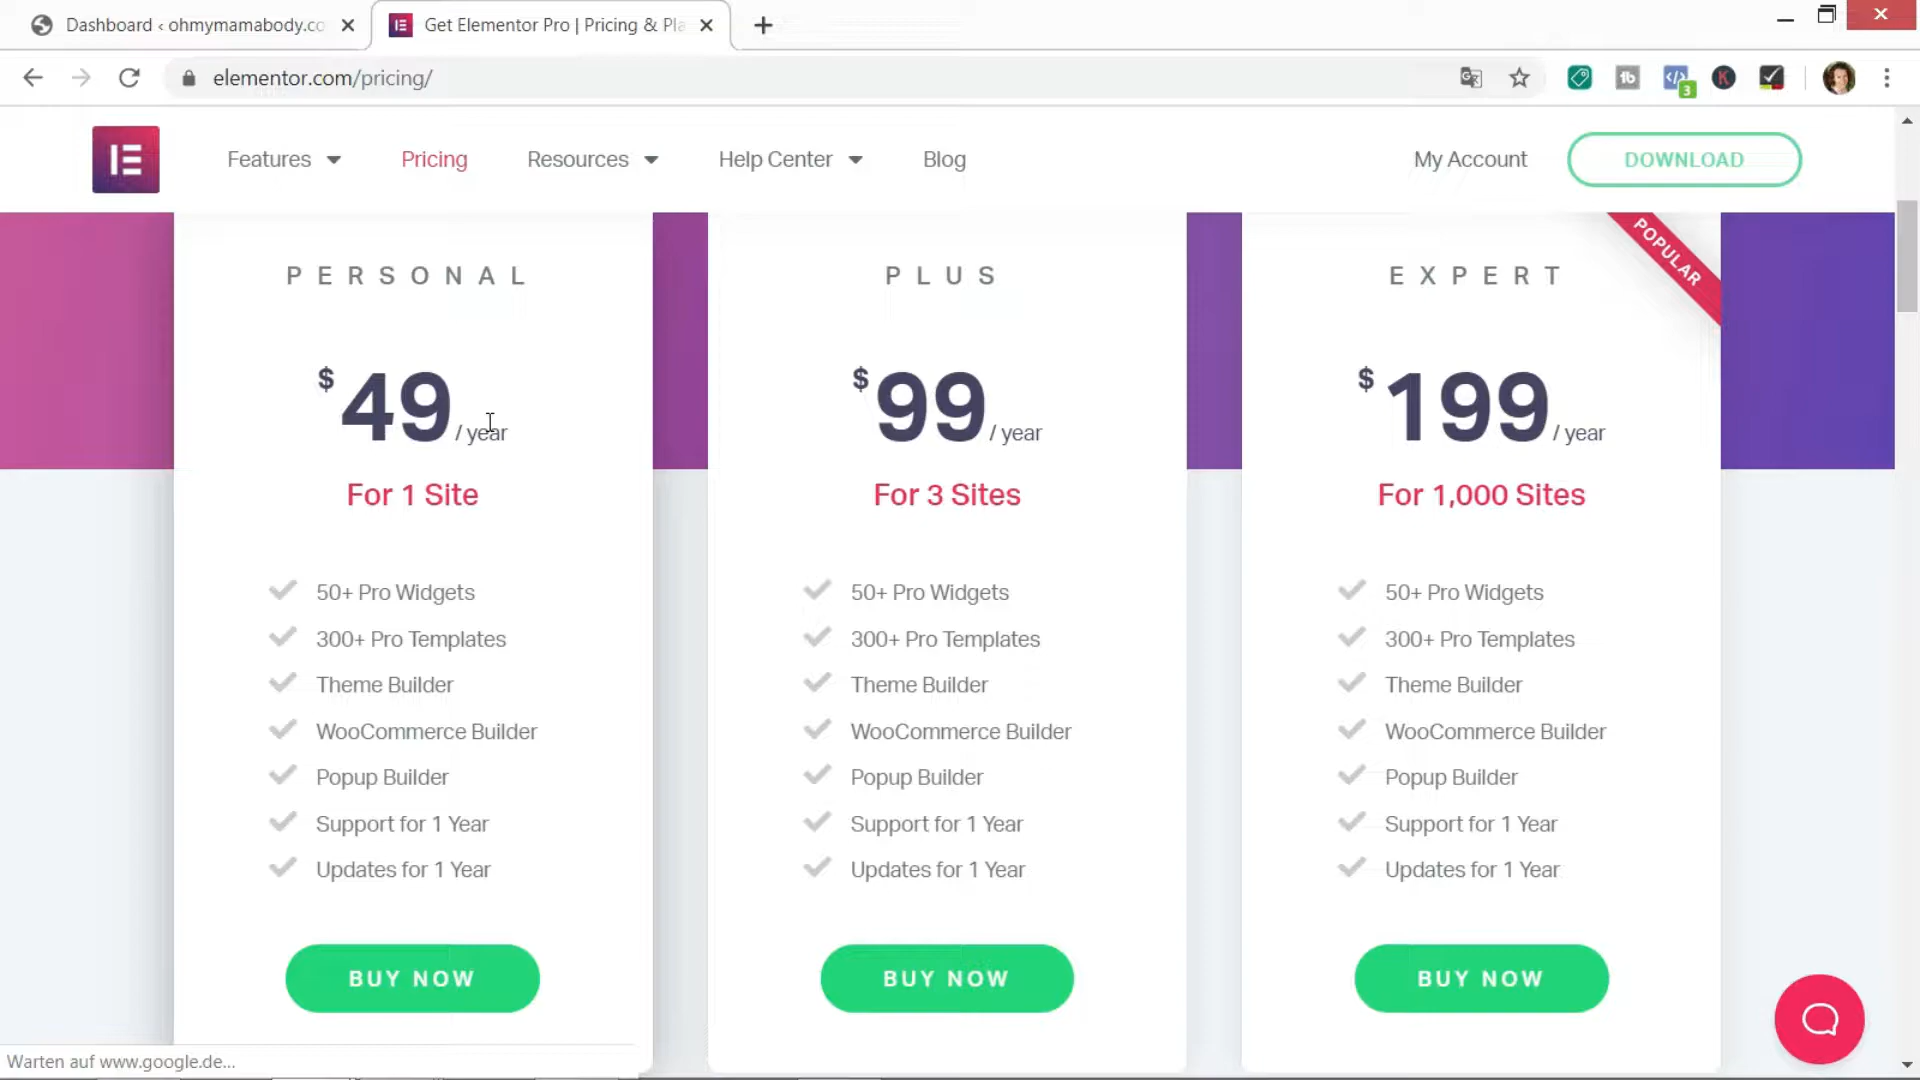 Dashboard ‹ ohmymamabody.co
Get Elementor Pro | Pricing & Pla
elementor.com/pricing/
3
Features
Pricing
Resources
Help Center
Blog
My Account
DOWNLOAD
POPULAR
PERSONAL
$49 / year
For 1 Site
50+ Pro Widgets
300+ Pro Templates
Theme Builder
WooCommerce Builder
Popup Builder
Support for 1 Year
Updates for 1 Year
BUY NOW
PLUS
$99 / year
For 3 Sites
50+ Pro Widgets
300+ Pro Templates
Theme Builder
WooCommerce Builder
Popup Builder
Support for 1 Year
Updates for 1 Year
BUY NOW
EXPERT
$199 / year
For 1,000 Sites
50+ Pro Widgets
300+ Pro Templates
Theme Builder
WooCommerce Builder
Popup Builder
Support for 1 Year
Updates for 1 Year
BUY NOW
Warten auf www.google.de...